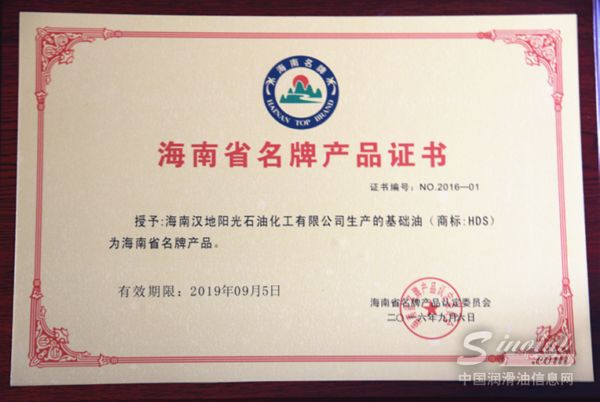 海南名牌
HAINAN TOP BRAND
海南省名牌产品证书
证书编号：NO.2016—01
授予:海南汉地阳光石油化工有限公司生产的基础油（商标:HDS）
为海南省名牌产品。
有效期限：2019年09月5日
海南省名牌产品认定委员会
二〇一六年九月六日
.com
中国润滑油信息网